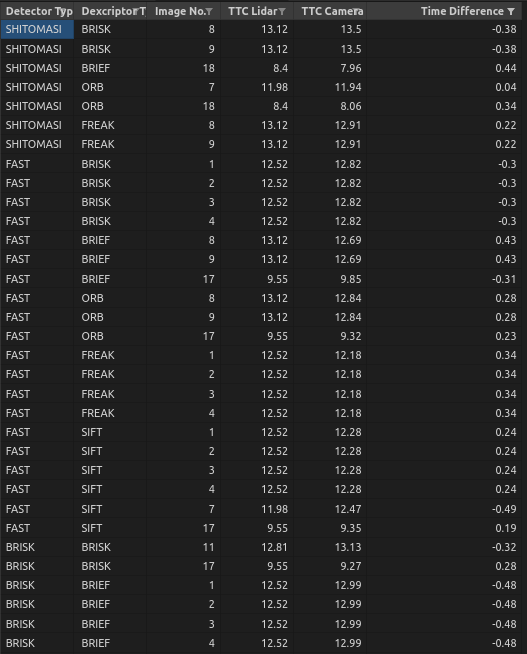 Detector Typ Dexcriptor T Image No. TTC Lidar TTC Camera Time Difference
SHITOMASI BRISK 8 13.12 13.5 -0.38
SHITOMASI BRISK 9 13.12 13.5 -0.38
SHITOMASI BRIEF 18 8.4 7.96 0.44
SHITOMASI ORB 7 11.98 11.94 0.04
SHITOMASI ORB 18 8.4 8.06 0.34
SHITOMASI FREAK 8 13.12 12.91 0.22
SHITOMASI FREAK 9 13.12 12.91 0.22
FAST BRISK 1 12.52 12.82 -0.3
FAST BRISK 2 12.52 12.82 -0.3
FAST BRISK 3 12.52 12.82 -0.3
FAST BRISK 4 12.52 12.82 -0.3
FAST BRIEF 8 13.12 12.69 0.43
FAST BRIEF 9 13.12 12.69 0.43
FAST BRIEF 17 9.55 9.85 -0.31
FAST ORB 8 13.12 12.84 0.28
FAST ORB 9 13.12 12.84 0.28
FAST ORB 17 9.55 9.32 0.23
FAST FREAK 1 12.52 12.18 0.34
FAST FREAK 2 12.52 12.18 0.34
FAST FREAK 3 12.52 12.18 0.34
FAST FREAK 4 12.52 12.18 0.34
FAST SIFT 1 12.52 12.28 0.24
FAST SIFT 2 12.52 12.28 0.24
FAST SIFT 3 12.52 12.28 0.24
FAST SIFT 4 12.52 12.28 0.24
FAST SIFT 7 11.98 12.47 -0.49
FAST SIFT 17 9.55 9.35 0.19
BRISK BRISK 11 12.81 13.13 -0.32
BRISK BRISK 17 9.55 9.27 0.28
BRISK BRIEF 1 12.52 12.99 -0.48
BRISK BRIEF 2 12.52 12.99 -0.48
BRISK BRIEF 3 12.52 12.99 -0.48
BRISK BRIEF 4 12.52 12.99 -0.48